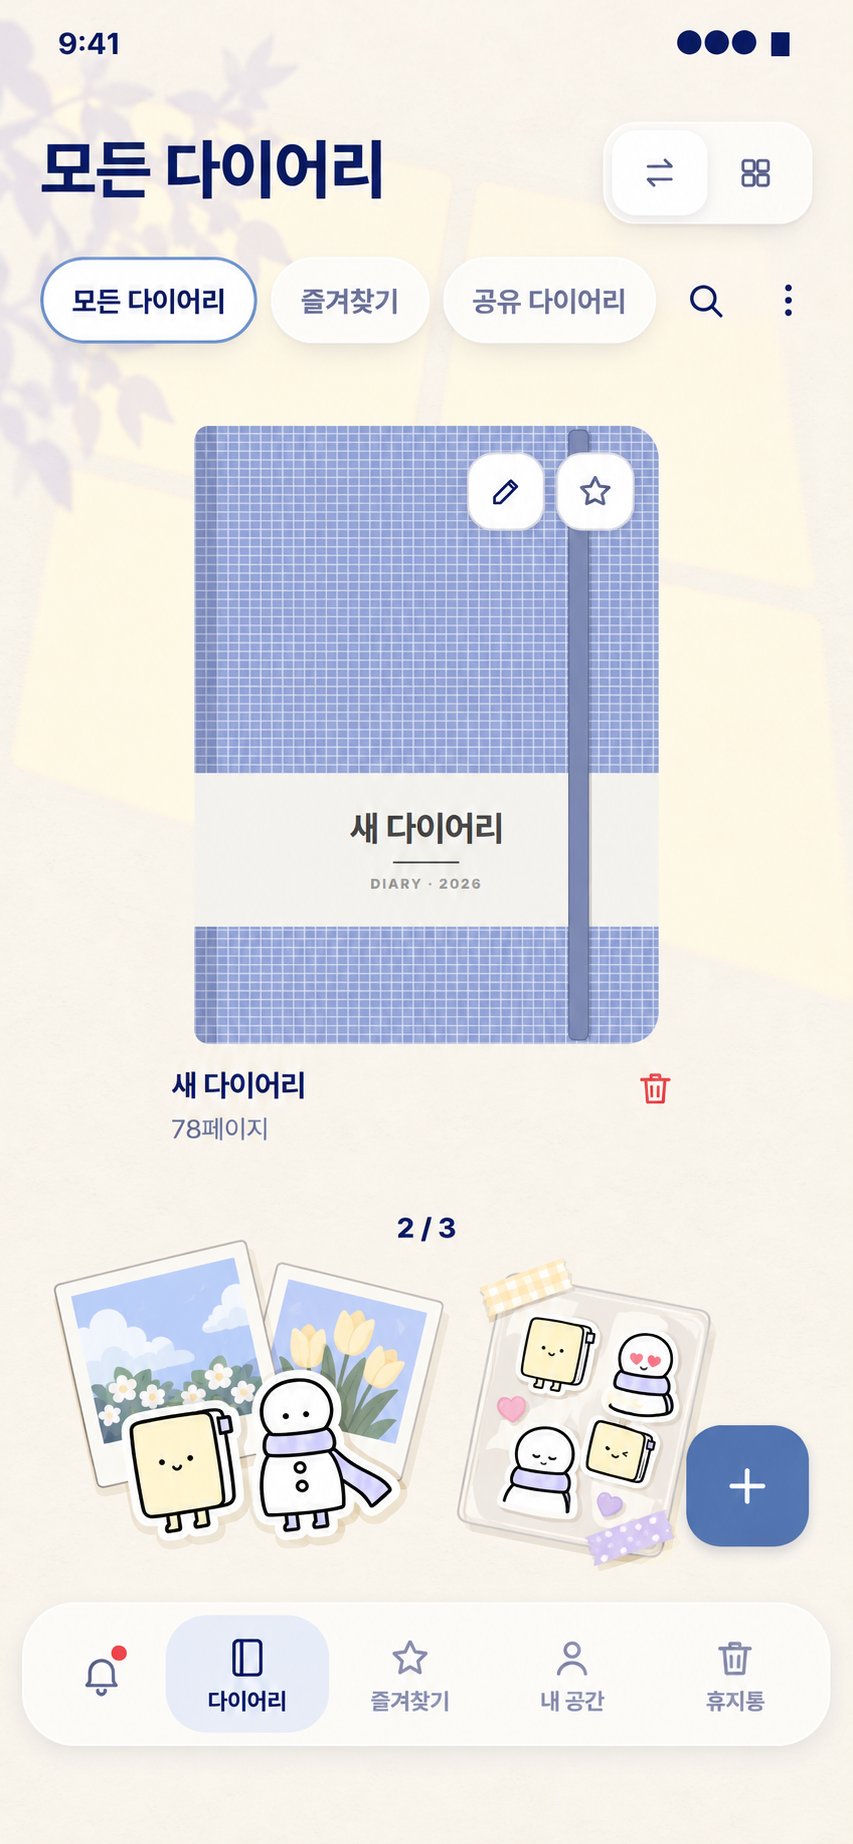 9:41
모든 다이어리
모든 다이어리 즐겨찾기 공유 다이어리
새 다이어리
DIARY · 2026
새 다이어리
78페이지
2 / 3
다이어리 즐겨찾기 내 공간 휴지통